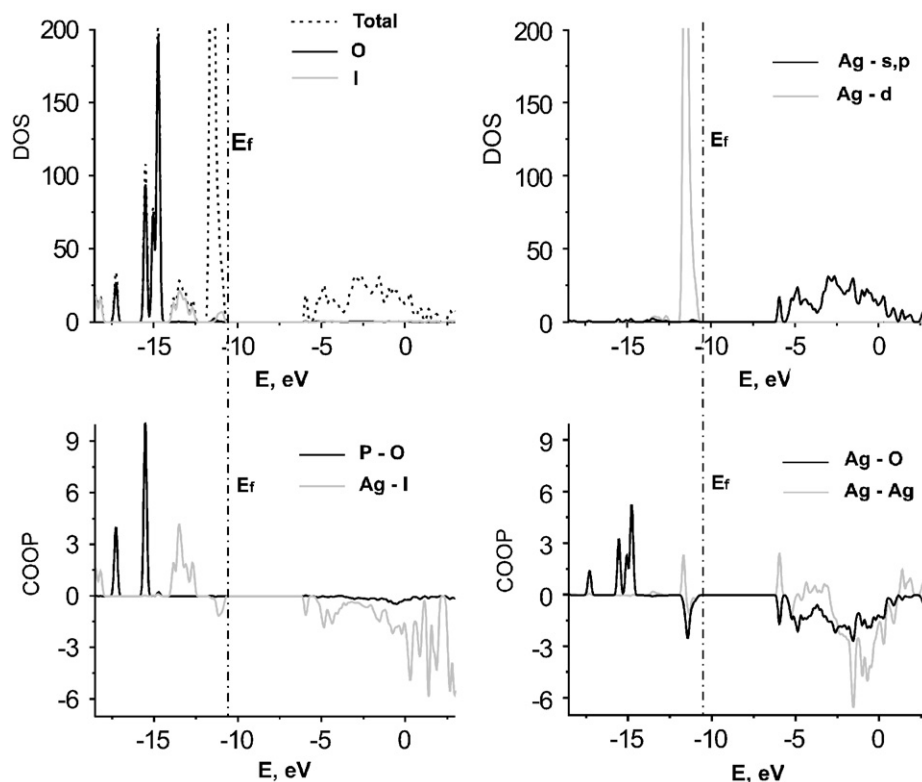 200
150
100
50
0
DOS
Total
O
I
Ef
-15
-10
-5
0
E, eV
200
150
100
50
0
DOS
Ag - s,p
Ag - d
Ef
-15
-10
-5
0
E, eV
9
6
3
0
-3
-6
COOP
P - O
Ag - I
Ef
-15
-10
-5
0
E, eV
9
6
3
0
-3
-6
COOP
Ag - O
Ag - Ag
Ef
-15
-10
-5
0
E, eV